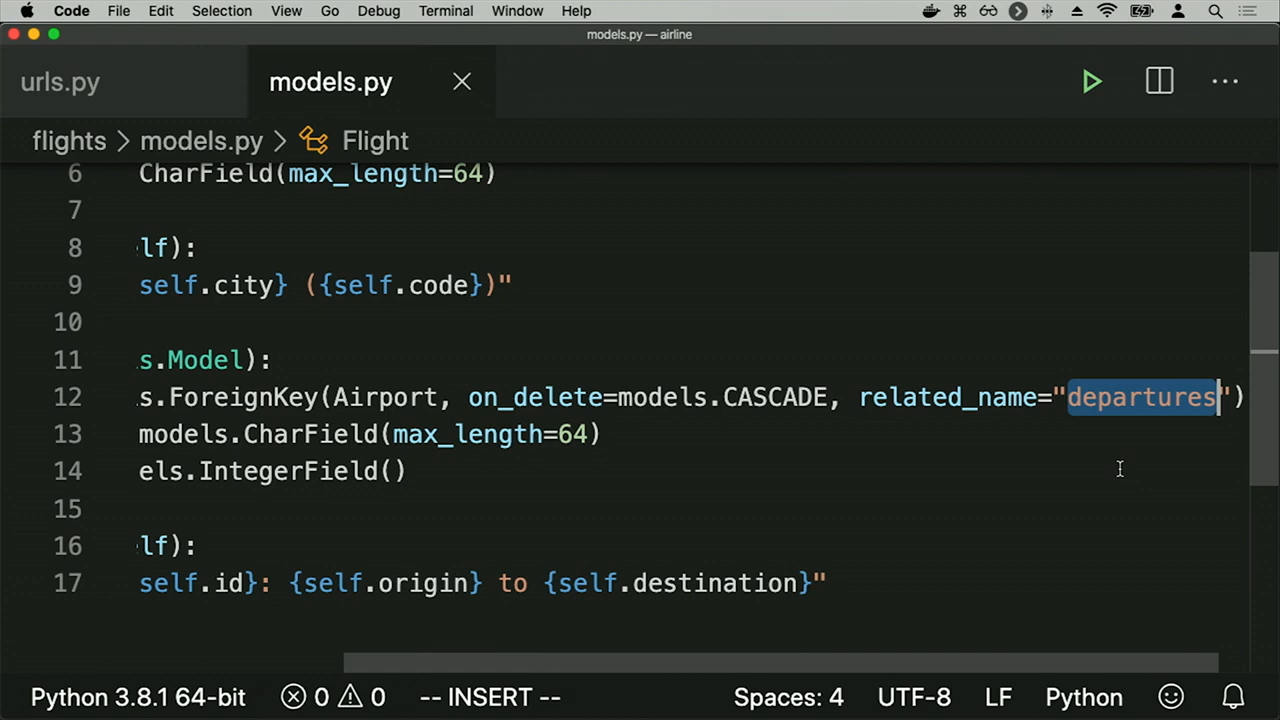 Code File Edit Selection View Go Debug Terminal Window Help
models.py — airline
urls.py models.py
flights > models.py > Flight
6 CharField(max_length=64)
7
8 lf):
9 self.city} ({self.code})"
10
11 s.Model):
12 s.ForeignKey(Airport, on_delete=models.CASCADE, related_name="departures")
13 models.CharField(max_length=64)
14 els.IntegerField()
15
16 lf):
17 self.id}: {self.origin} to {self.destination}"
Python 3.8.1 64-bit 0 0 -- INSERT -- Spaces: 4 UTF-8 LF Python